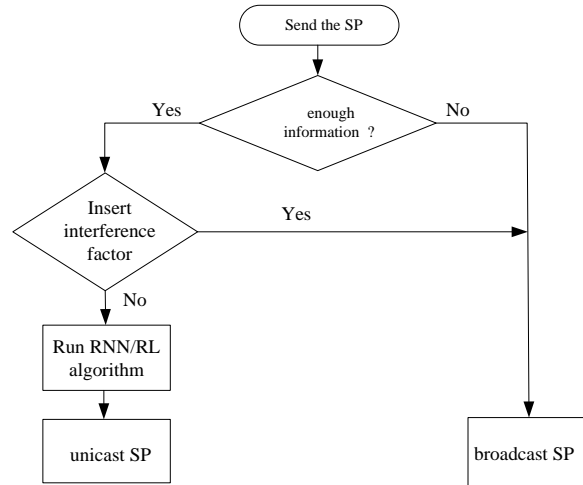 Send the SP
enough
information ?
Yes
No
Insert
interference
factor
Yes
No
Run RNN/RL
algorithm
unicast SP
broadcast SP